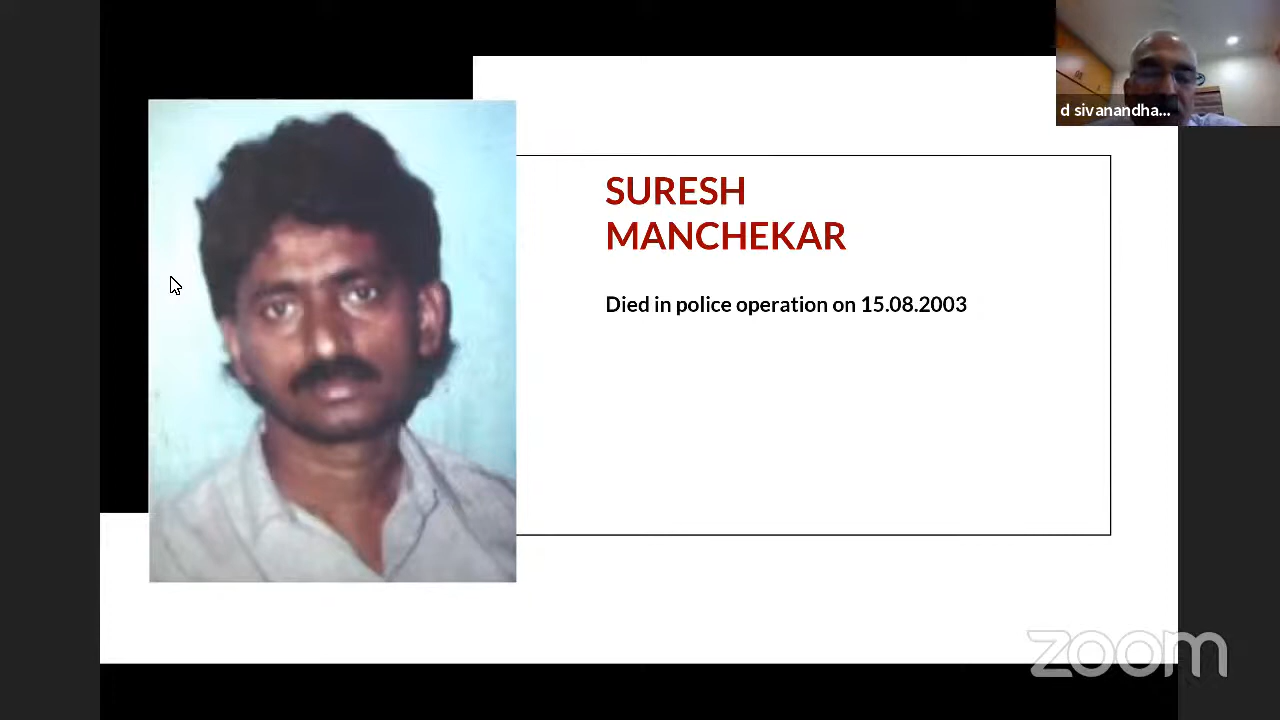 d sivanandha...
SURESH
MANCHEKAR
Died in police operation on 15.08.2003
zoom